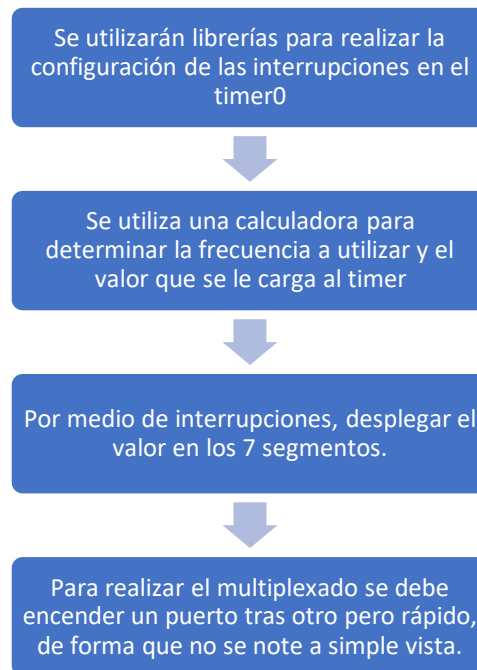 Se utilizarán librerías para realizar la
configuración de las interrupciones en el
timer0
Se utiliza una calculadora para
determinar la frecuencia a utilizar y el
valor que se le carga al timer
Por medio de interrupciones, desplegar el
valor en los 7 segmentos.
Para realizar el multiplexado se debe
encender un puerto tras otro pero rápido,
de forma que no se note a simple vista.